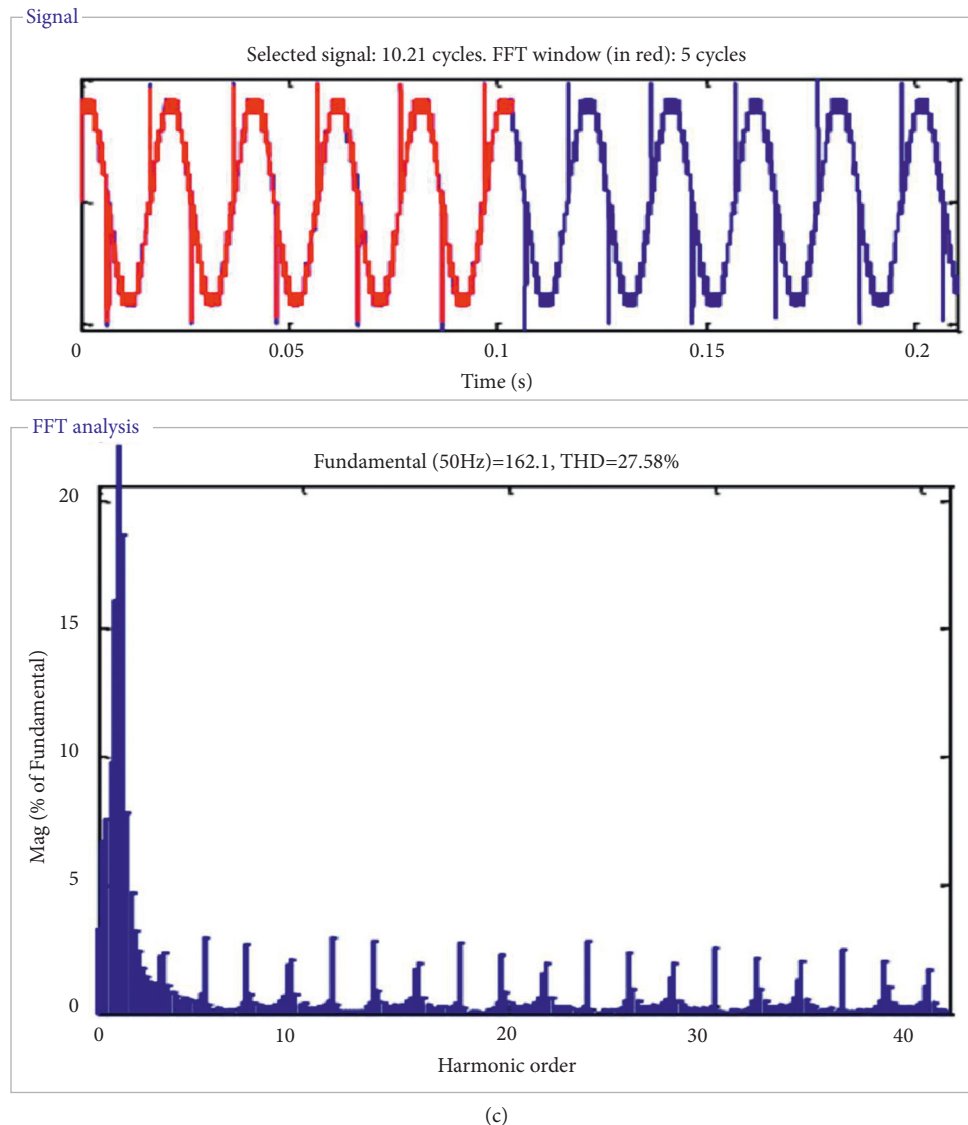 Signal
Selected signal: 10.21 cycles. FFT window (in red): 5 cycles
0 0.05 0.1 0.15 0.2
Time (s)
FFT analysis
Fundamental (50Hz)=162.1, THD=27.58%
20
15
10
5
0
Mag (% of Fundamental)
0 10 20 30 40
Harmonic order
(c)